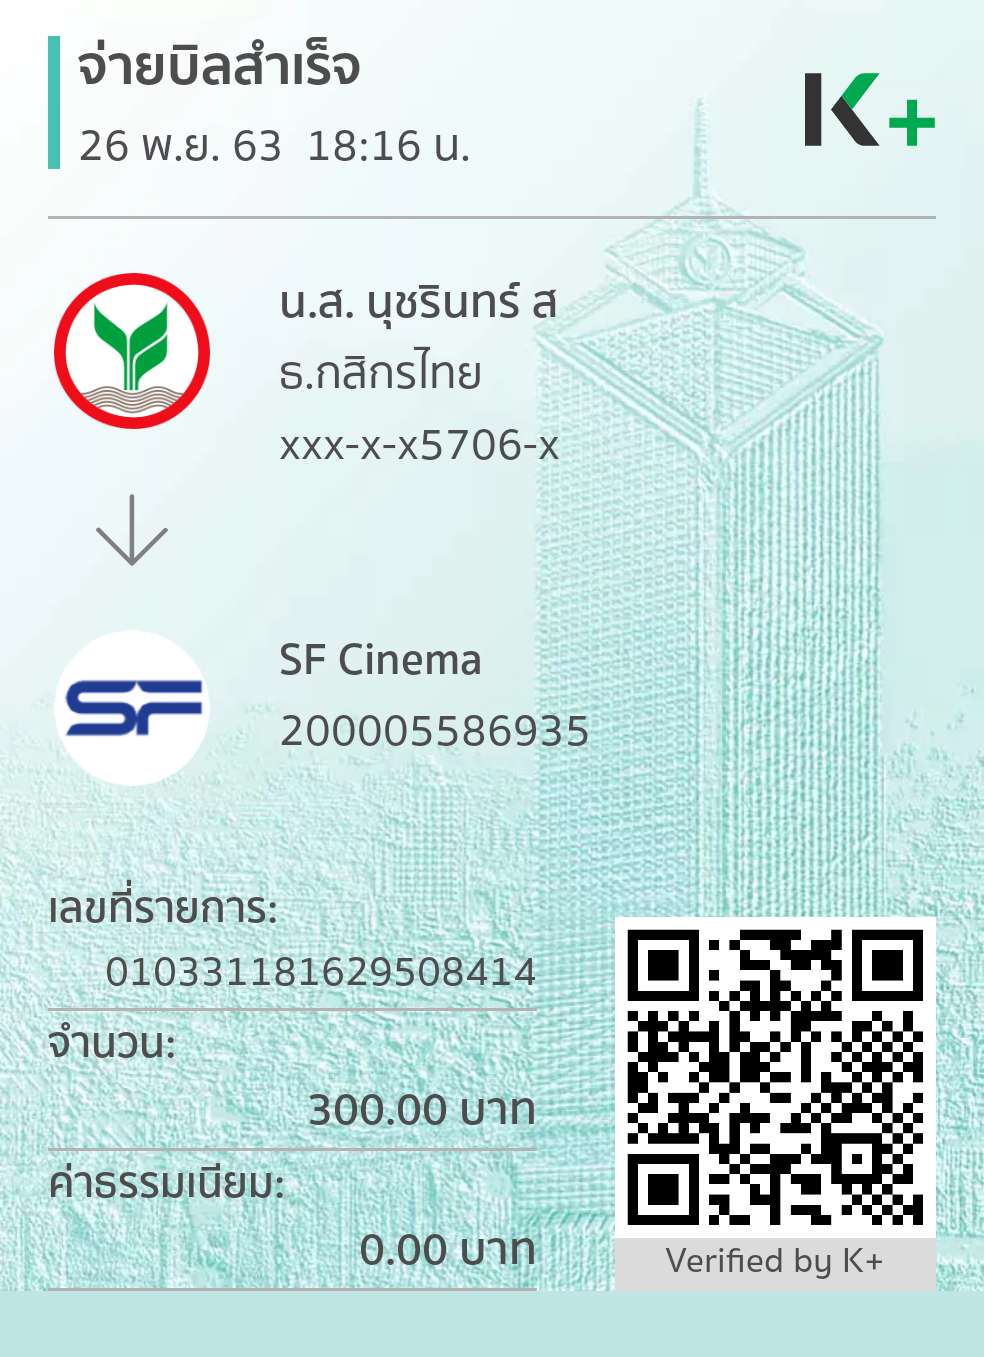 จ่ายบิลสำเร็จ
26 พ.ย. 63 18:16 น.
K+
น.ส. นุชรินทร์ ส
ธ.กสิกรไทย
xxx-x-x5706-x
SF
SF Cinema
200005586935
เลขที่รายการ:
010331181629508414
จำนวน:
300.00 บาท
ค่าธรรมเนียม:
0.00 บาท
Verified by K+